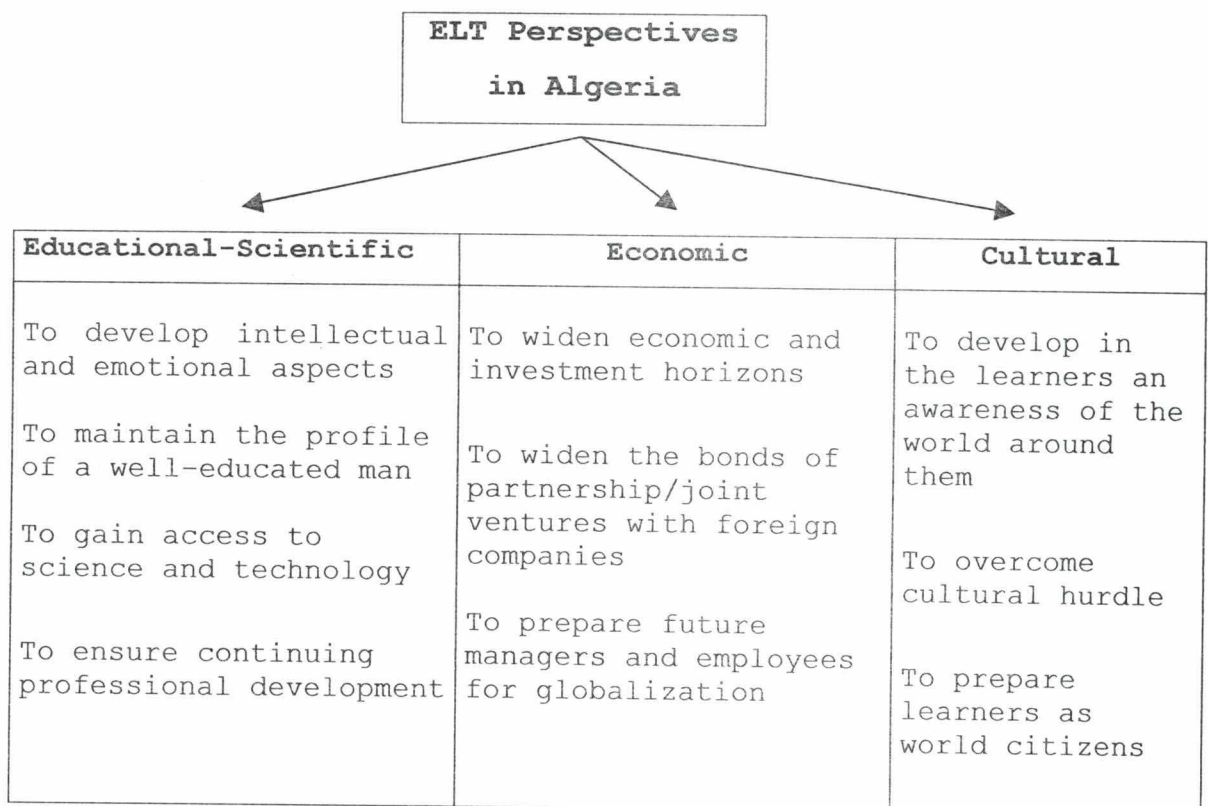 ELT Perspectives
in Algeria
Educational-Scientific
To develop intellectual
and emotional aspects
To maintain the profile
of a well-educated man
To gain access to
science and technology
To ensure continuing
professional development
Economic
To widen economic and
investment horizons
To widen the bonds of
partnership/joint
ventures with foreign
companies
To prepare future
managers and employees
for globalization
Cultural
To develop in
the learners an
awareness of the
world around
them
To overcome
cultural hurdle
To prepare
learners as
world citizens